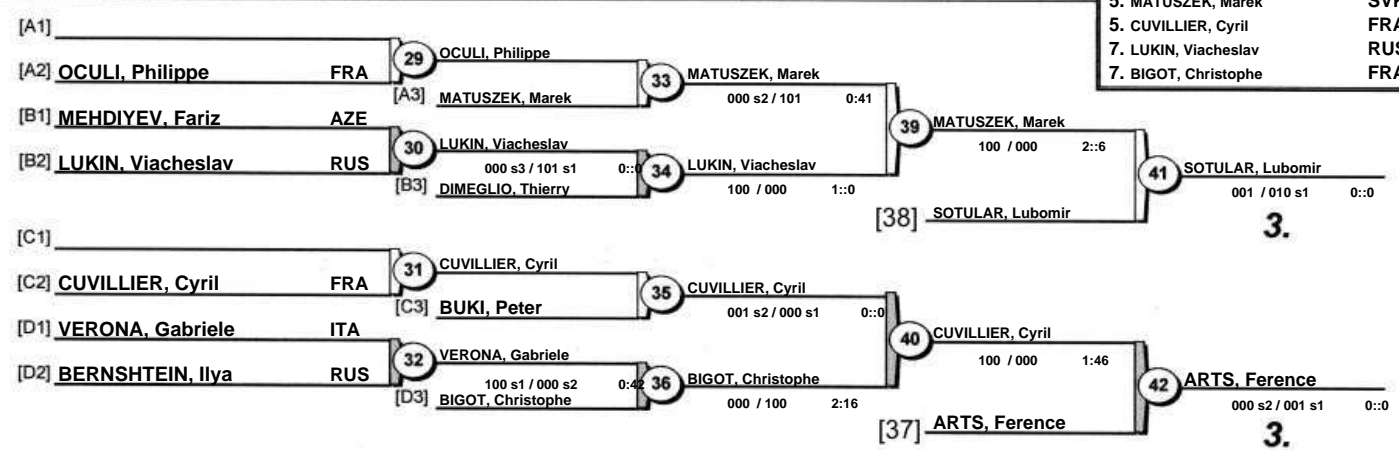 5. MATUSZEK, Marek SVK
5. CUVILLIER, Cyril FRA
7. LUKIN, Viacheslav RUS
7. BIGOT, Christophe FRA
[A1]
[A2] OCULI, Philippe FRA
29
OCULI, Philippe
[A3] MATUSZEK, Marek
33
MATUSZEK, Marek
000 s2 / 101 0:41
[B1] MEHDIYEV, Fariz AZE
[B2] LUKIN, Viacheslav RUS
30
LUKIN, Viacheslav
000 s3 / 101 s1 0::0
[B3] DIMEGLIO, Thierry
34
LUKIN, Viacheslav
100 / 000 1::0
39
MATUSZEK, Marek
100 / 000 2::6
[38] SOTULAR, Lubomir
41
SOTULAR, Lubomir
001 / 010 s1 0::0
3.
[C1]
[C2] CUVILLIER, Cyril FRA
31
CUVILLIER, Cyril
[C3] BUKI, Peter
35
CUVILLIER, Cyril
001 s2 / 000 s1 0::0
[D1] VERONA, Gabriele ITA
[D2] BERNSHTEIN, Ilya RUS
32
VERONA, Gabriele
100 s1 / 000 s2 0:42
[D3] BIGOT, Christophe
36
BIGOT, Christophe
000 / 100 2:16
40
CUVILLIER, Cyril
100 / 000 1:46
[37] ARTS, Ference
42
ARTS, Ference
000 s2 / 001 s1 0::0
3.